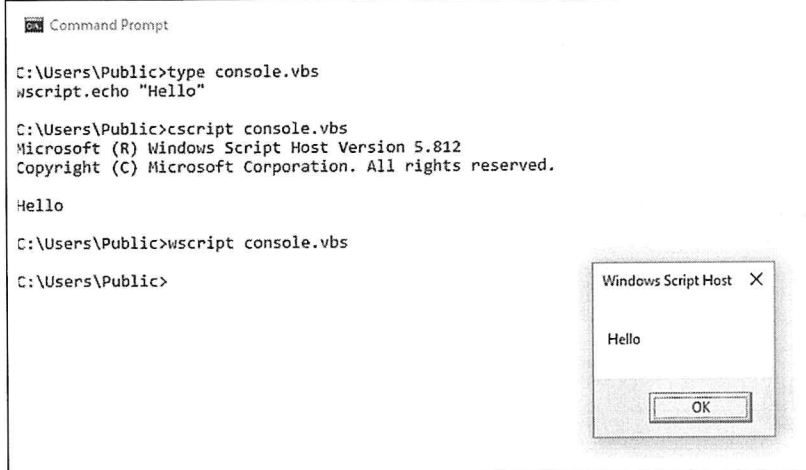 Command Prompt
C:\Users\Public>type console.vbs
wscript.echo "Hello"
C:\Users\Public>cscript console.vbs
Microsoft (R) Windows Script Host Version 5.812
Copyright (C) Microsoft Corporation. All rights reserved.
Hello
C:\Users\Public>wscript console.vbs
C:\Users\Public>
Windows Script Host
Hello
OK